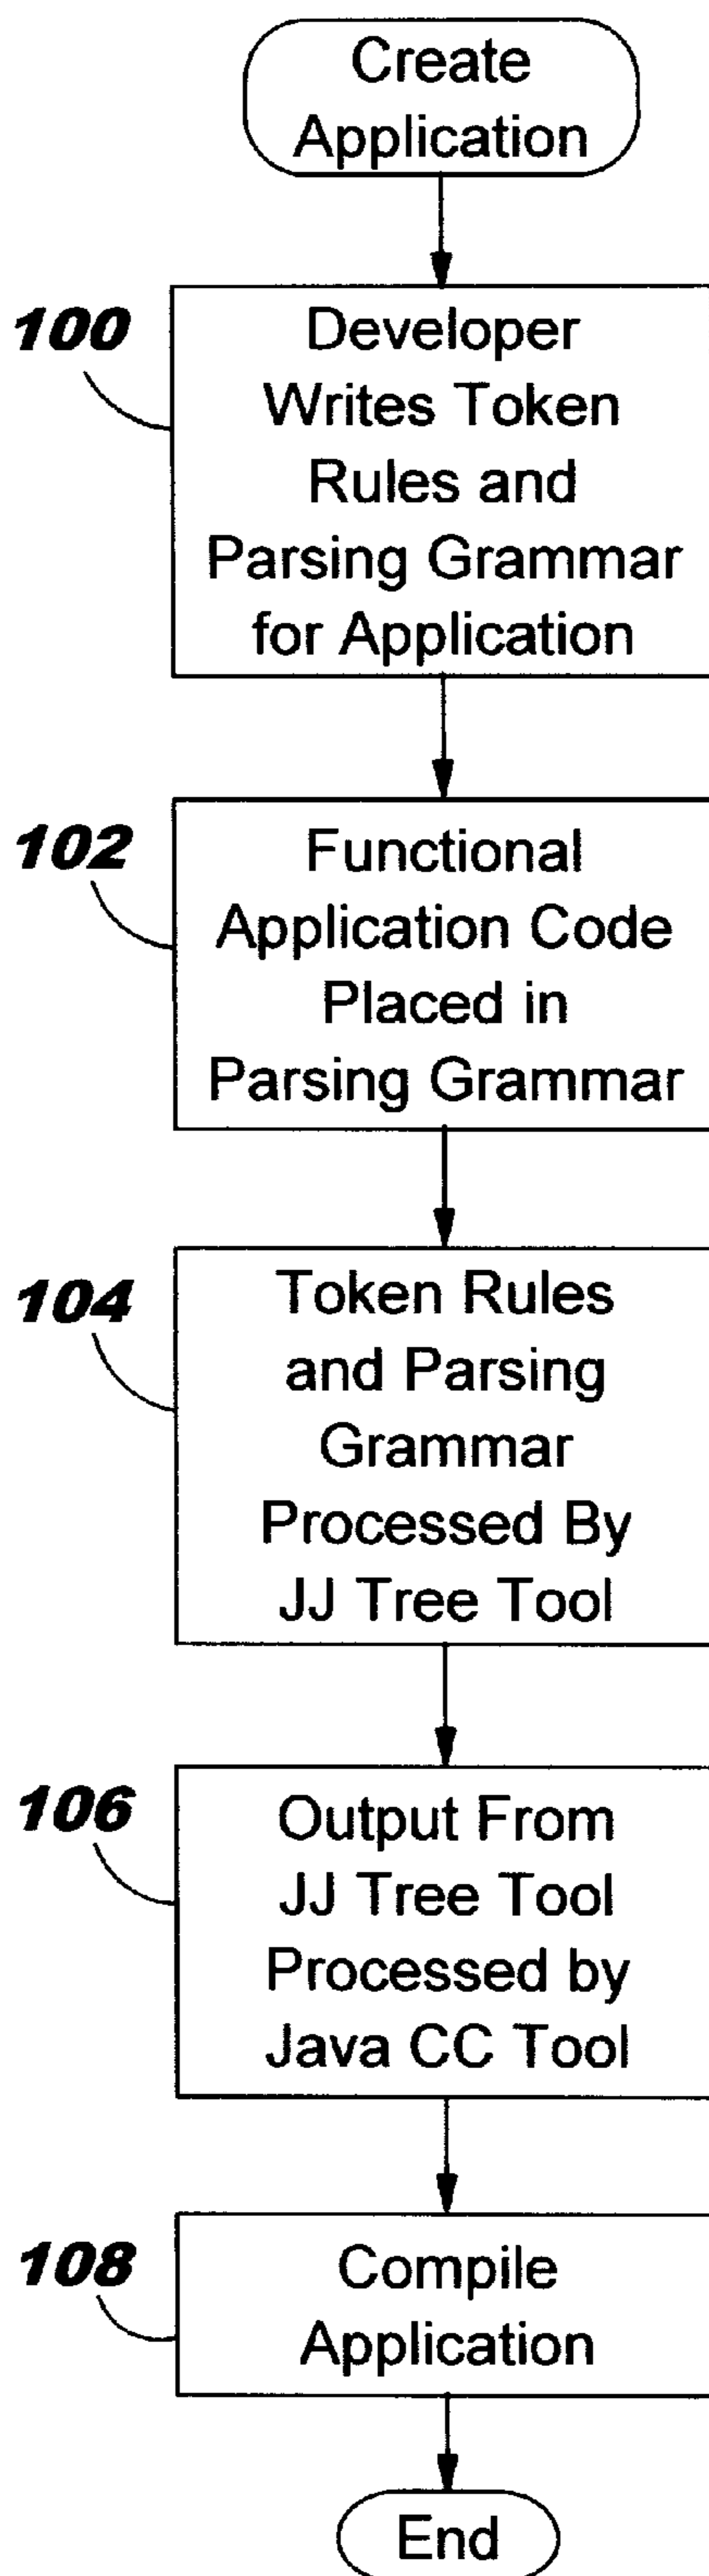 Create
Application
100
Developer
Writes Token
Rules and
Parsing Grammar
for Application
102
Functional
Application Code
Placed in
Parsing Grammar
104
Token Rules
and Parsing
Grammar
Processed By
JJ Tree Tool
106
Output From
JJ Tree Tool
Processed by
Java CC Tool
108
Compile
Application
End